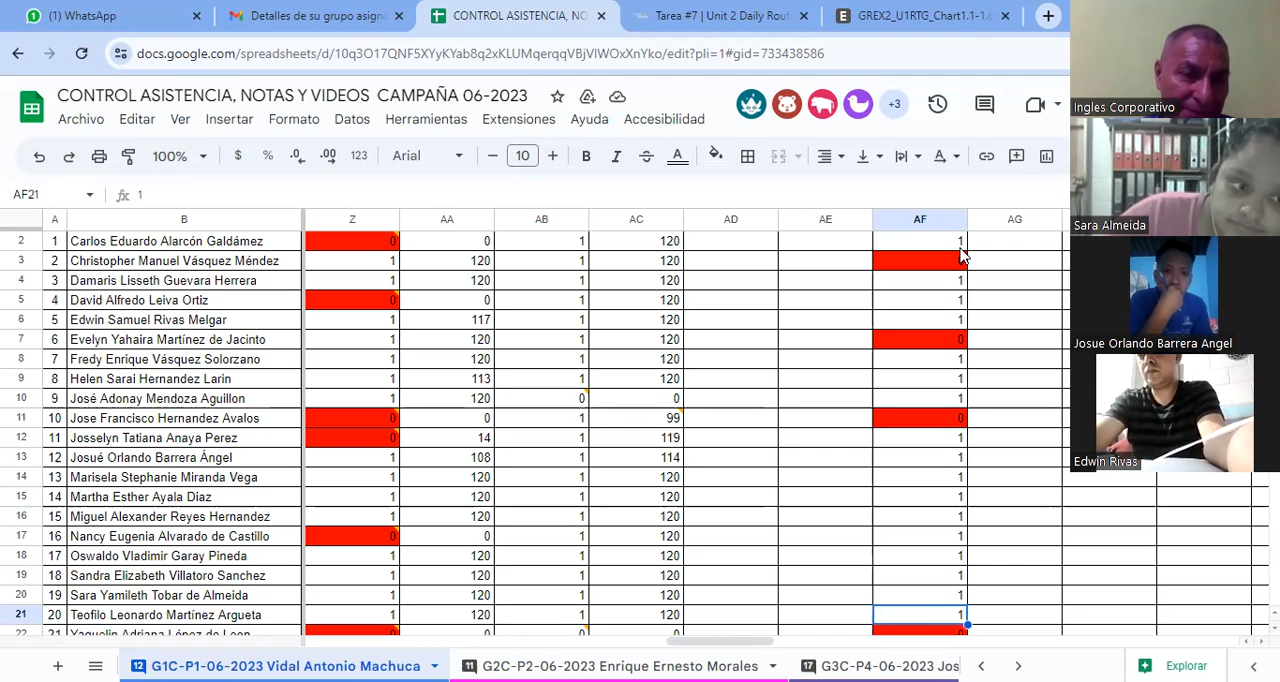 (1) WhatsApp
Detalles de su grupo asigna
CONTROL ASISTENCIA, NO
Tarea #7 | Unit 2 Daily Rout
GREX2_U1RTG_Chart1.1-1.
Ingles Corporativo
CONTROL ASISTENCIA, NOTAS Y VIDEOS. CAMPAÑA 06-2023
+3
Archivo Editar Ver Insertar Formato Datos Herramientas Extensiones Ayuda Accesibilidad
100% $ % .0 .00 123 Arial 10 B I A
AF21 fx 1
Sara Almeida
A B Z AA AB AC AD AE AF AG
2 1 Carlos Eduardo Alarcón Galdámez 0 0 1 120 1
3 2 Christopher Manuel Vásquez Méndez 1 120 1 120
4 3 Damaris Lisseth Guevara Herrera 1 120 1 120 1
5 4 David Alfredo Leiva Ortiz 0 0 1 120 1
6 5 Edwin Samuel Rivas Melgar 1 117 1 120 1
7 6 Evelyn Yahaira Martínez de Jacinto 1 120 1 120 0
Josue Orlando Barrera Angel
8 7 Fredy Enrique Vásquez Solorzano 1 120 1 120 1
9 8 Helen Sarai Hernandez Larin 1 113 1 120 1
10 9 José Adonay Mendoza Aguillon 1 120 0 0 1
11 10 Jose Francisco Hernandez Avalos 0 0 1 99 0
12 11 Josselyn Tatiana Anaya Perez 0 14 1 119 1
13 12 Josué Orlando Barrera Ángel 1 108 1 114 1
Edwin Rivas
14 13 Marisela Stephanie Miranda Vega 1 120 1 120 1
15 14 Martha Esther Ayala Diaz 1 120 1 120 1
16 15 Miguel Alexander Reyes Hernandez 1 120 1 120 1
17 16 Nancy Eugenia Alvarado de Castillo 0 0 1 120 1
18 17 Oswaldo Vladimir Garay Pineda 1 120 1 120 1
19 18 Sandra Elizabeth Villatoro Sanchez 1 120 1 120 1
20 19 Sara Yamileth Tobar de Almeida 1 120 1 120 1
21 20 Teofilo Leonardo Martínez Argueta 1 120 1 120 1
22 21 Yaquelin Adriana López de Leon 0 0 0 0 0
12 G1C-P1-06-2023 Vidal Antonio Machuca
11 G2C-P2-06-2023 Enrique Ernesto Morales
17 G3C-P4-06-2023 Jos
Explorar